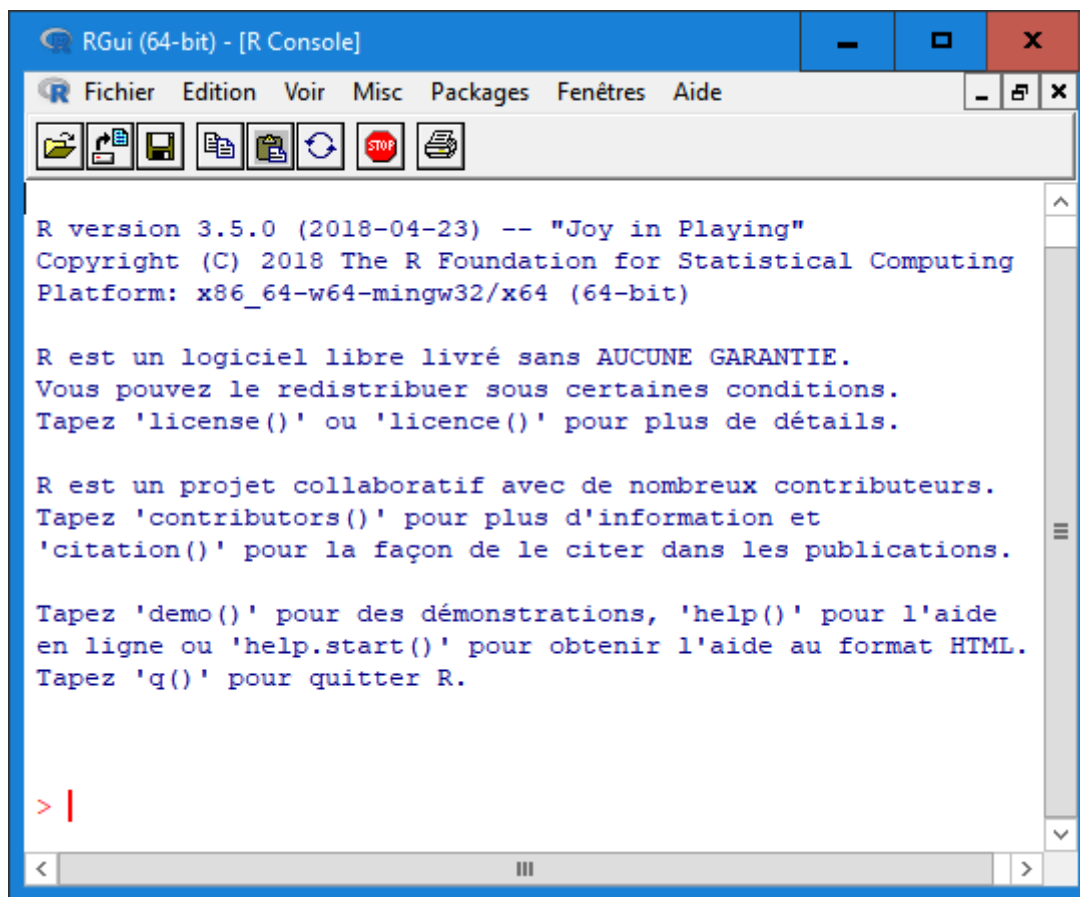 RGui (64-bit) - [R Console]
Fichier Edition Voir Misc Packages Fenêtres Aide
STOP
R version 3.5.0 (2018-04-23) -- "Joy in Playing"
Copyright (C) 2018 The R Foundation for Statistical Computing
Platform: x86_64-w64-mingw32/x64 (64-bit)
R est un logiciel libre livré sans AUCUNE GARANTIE.
Vous pouvez le redistribuer sous certaines conditions.
Tapez 'license()' ou 'licence()' pour plus de détails.
R est un projet collaboratif avec de nombreux contributeurs.
Tapez 'contributors()' pour plus d'information et
'citation()' pour la façon de le citer dans les publications.
Tapez 'demo()' pour des démonstrations, 'help()' pour l'aide
en ligne ou 'help.start()' pour obtenir l'aide au format HTML.
Tapez 'q()' pour quitter R.
>